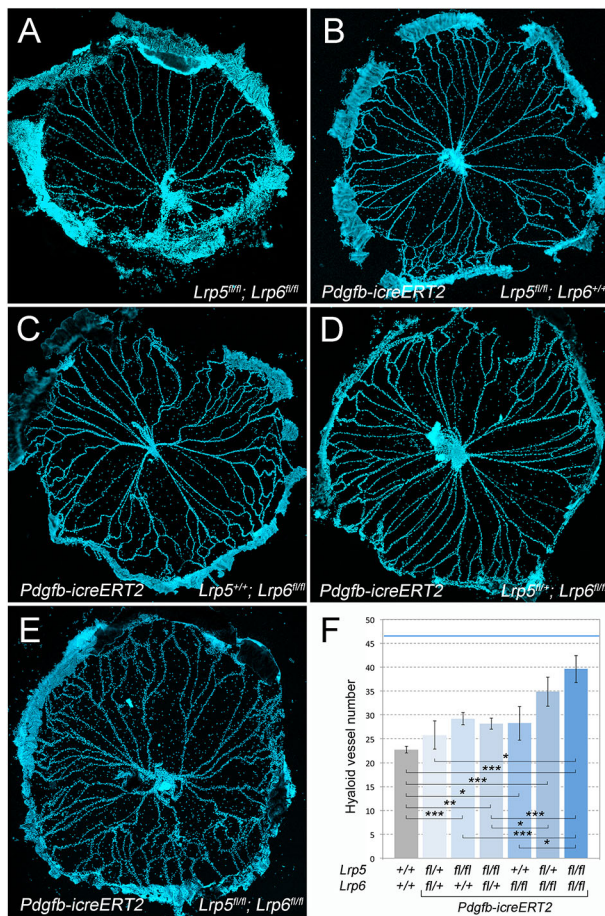 A
B
Lrp5fl/fl; Lrp6fl/fl
Pdgfb-icreERT2 Lrp5fl/fl; Lrp6+/+
C
D
Pdgfb-icreERT2 Lrp5+/+; Lrp6fl/fl
Pdgfb-icreERT2 Lrp5fl/+; Lrp6fl/fl
E
Pdgfb-icreERT2 Lrp5fl/fl; Lrp6fl/fl
F
Hyaloid vessel number
50
45
40
35
30
25
20
15
10
5
0
*
***
***
*
**
***
***
*
***
*
Lrp5 +/+ fl/+ fl/fl fl/fl +/+ fl/+ fl/fl
Lrp6 +/+ fl/+ +/+ fl/+ fl/fl fl/fl fl/fl
Pdgfb-icreERT2